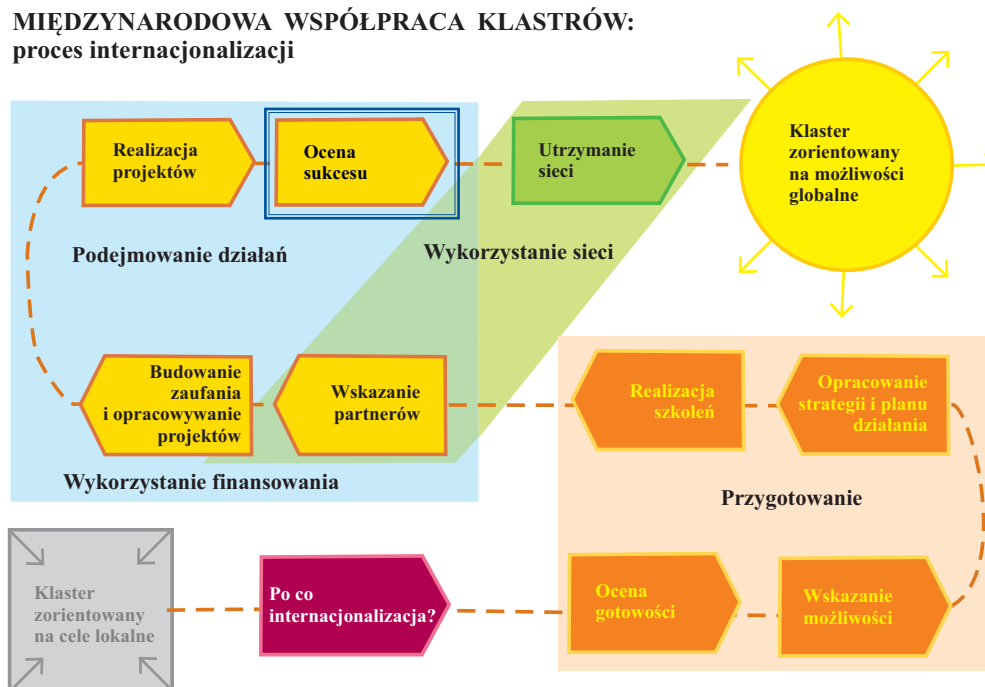 MIĘDZYNARODOWA WSPÓŁPRACA KLASTRÓW:
proces internacjonalizacji
Realizacja
projektów
Ocena
sukcesu
Utrzymanie
sieci
Klaster
zorientowany
na możliwości
globalne
Podejmowanie działań
Wykorzystanie sieci
Budowanie
zaufania
i opracowywanie
projektów
Wskazanie
partnerów
Realizacja
szkoleń
Opracowanie
strategii i planu
działania
Wykorzystanie finansowania
Przygotowanie
Klaster
zorientowany
na cele lokalne
Po co
internacjonalizacja?
Ocena
gotowości
Wskazanie
możliwości